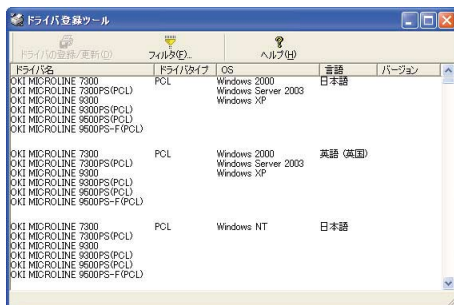 ドライバ登録ツール
ドライバの登録/更新(D) フィルタ(F).. ヘルプ(H)
ドライバ名 ドライバタイプ OS 言語 バージョン
OKI MICROLINE 7300 PCL Windows 2000 日本語
OKI MICROLINE 7300PS(PCL) Windows Server 2003
OKI MICROLINE 9300 Windows XP
OKI MICROLINE 9300PS(PCL)
OKI MICROLINE 9500PS(PCL)
OKI MICROLINE 9500PS-F(PCL)
OKI MICROLINE 7300 PCL Windows 2000 英語 (英国)
OKI MICROLINE 7300PS(PCL) Windows Server 2003
OKI MICROLINE 9300 Windows XP
OKI MICROLINE 9300PS(PCL)
OKI MICROLINE 9500PS(PCL)
OKI MICROLINE 9500PS-F(PCL)
OKI MICROLINE 7300 PCL Windows NT 日本語
OKI MICROLINE 7300PS(PCL)
OKI MICROLINE 9300
OKI MICROLINE 9300PS(PCL)
OKI MICROLINE 9500PS(PCL)
OKI MICROLINE 9500PS-F(PCL)